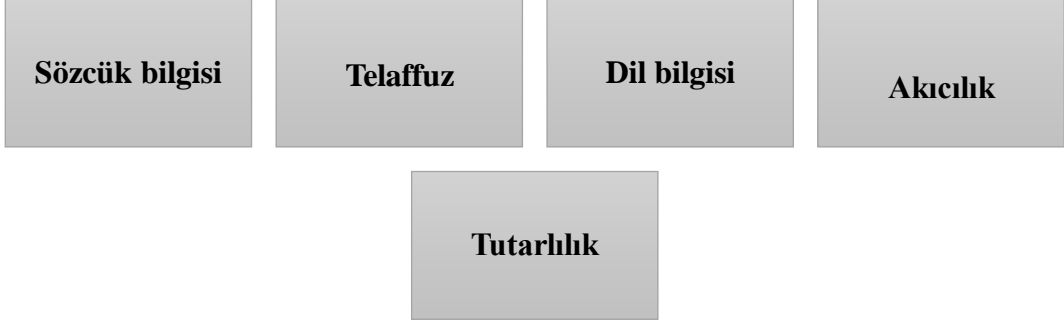 Sözcük bilgisi
Telaffuz
Dil bilgisi
Akıcılık
Tutarlılık